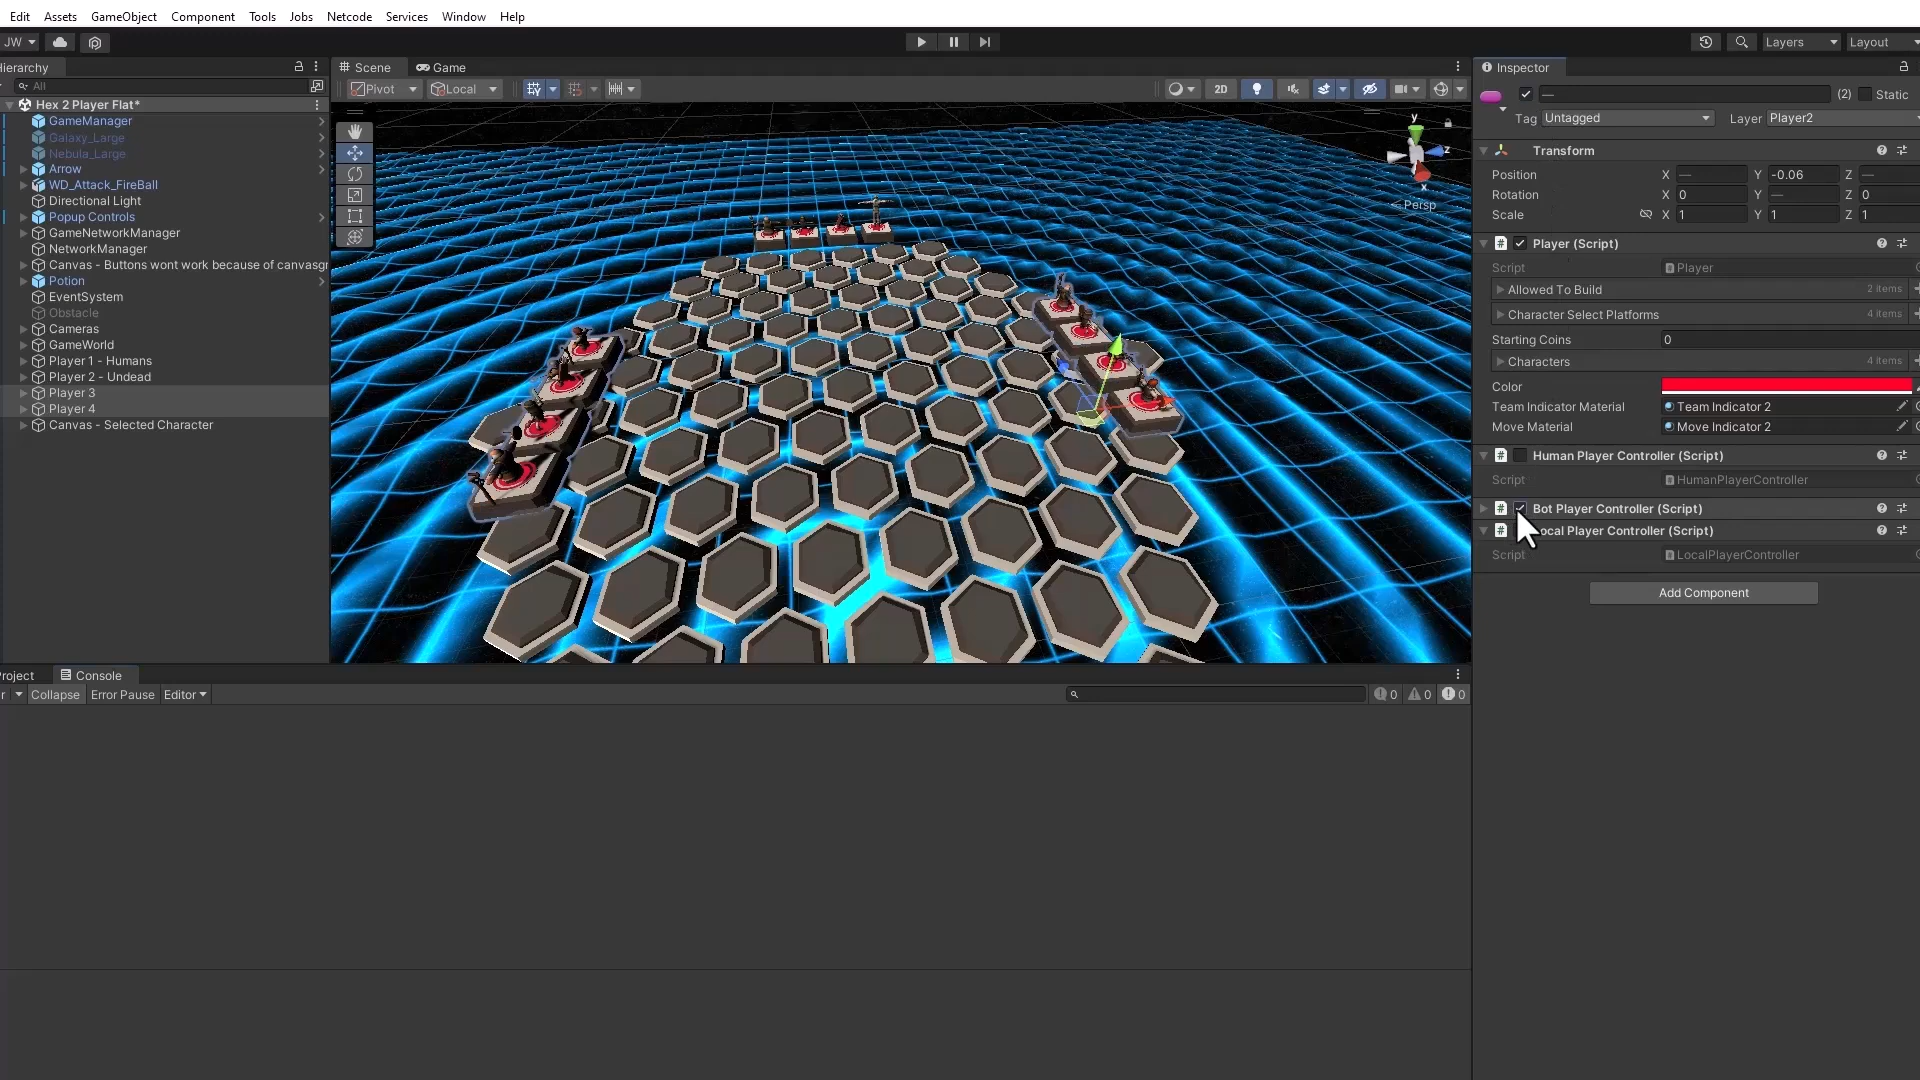 Edit Assets GameObject Component Tools Jobs Netcode Services Window Help
JW Layers Layout
Hierarchy Scene Game Inspector
All Pivot Local 2D
Hex 2 Player Flat*
GameManager
Galaxy_Large
Nebula_Large
Arrow
WD_Attack_FireBall
Directional Light
Popup Controls
GameNetworkManager
NetworkManager
Canvas - Buttons wont work because of canvasgr
Potion
EventSystem
Obstacle
Cameras
GameWorld
Player 1 - Humans
Player 2 - Undead
Player 3
Player 4
Canvas - Selected Character
y
z
x
Persp
— (2) Static
Tag Untagged Layer Player2
Transform
Position X — Y -0.06 Z —
Rotation X 0 Y — Z 0
Scale X 1 Y 1 Z 1
# Player (Script)
Script Player
Allowed To Build 2 items
Character Select Platforms 4 items
Starting Coins 0
Characters 4 items
Color
Team Indicator Material Team Indicator 2
Move Material Move Indicator 2
# Human Player Controller (Script)
Script HumanPlayerController
# Bot Player Controller (Script)
# ocal Player Controller (Script)
Script LocalPlayerController
Add Component
roject Console
r Collapse Error Pause Editor 0 0 0